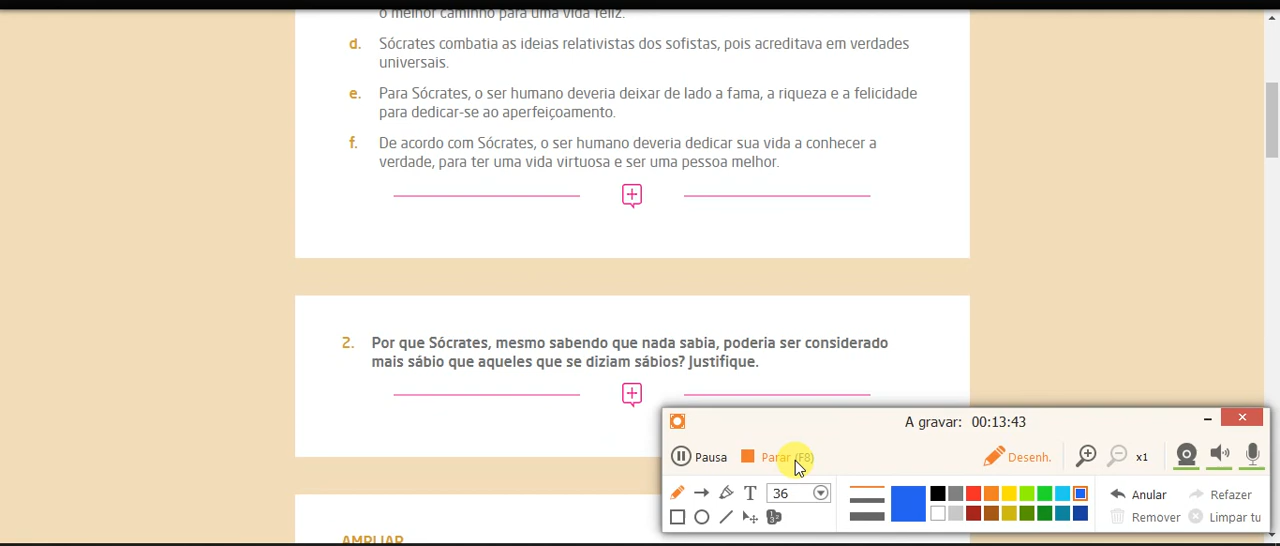 o melhor caminho para uma vida feliz.
d. Sócrates combatia as ideias relativistas dos sofistas, pois acreditava em verdades
universais.
e. Para Sócrates, o ser humano deveria deixar de lado a fama, a riqueza e a felicidade
para dedicar-se ao aperfeiçoamento.
f. De acordo com Sócrates, o ser humano deveria dedicar sua vida a conhecer a
verdade, para ter uma vida virtuosa e ser uma pessoa melhor.
2. Por que Sócrates, mesmo sabendo que nada sabia, poderia ser considerado
mais sábio que aqueles que se diziam sábios? Justifique.
A gravar: 00:13:43
Pausa Parar (F8) Desenh. x1
T 36 Anular Refazer
Remover Limpar tu
AMPLIAR